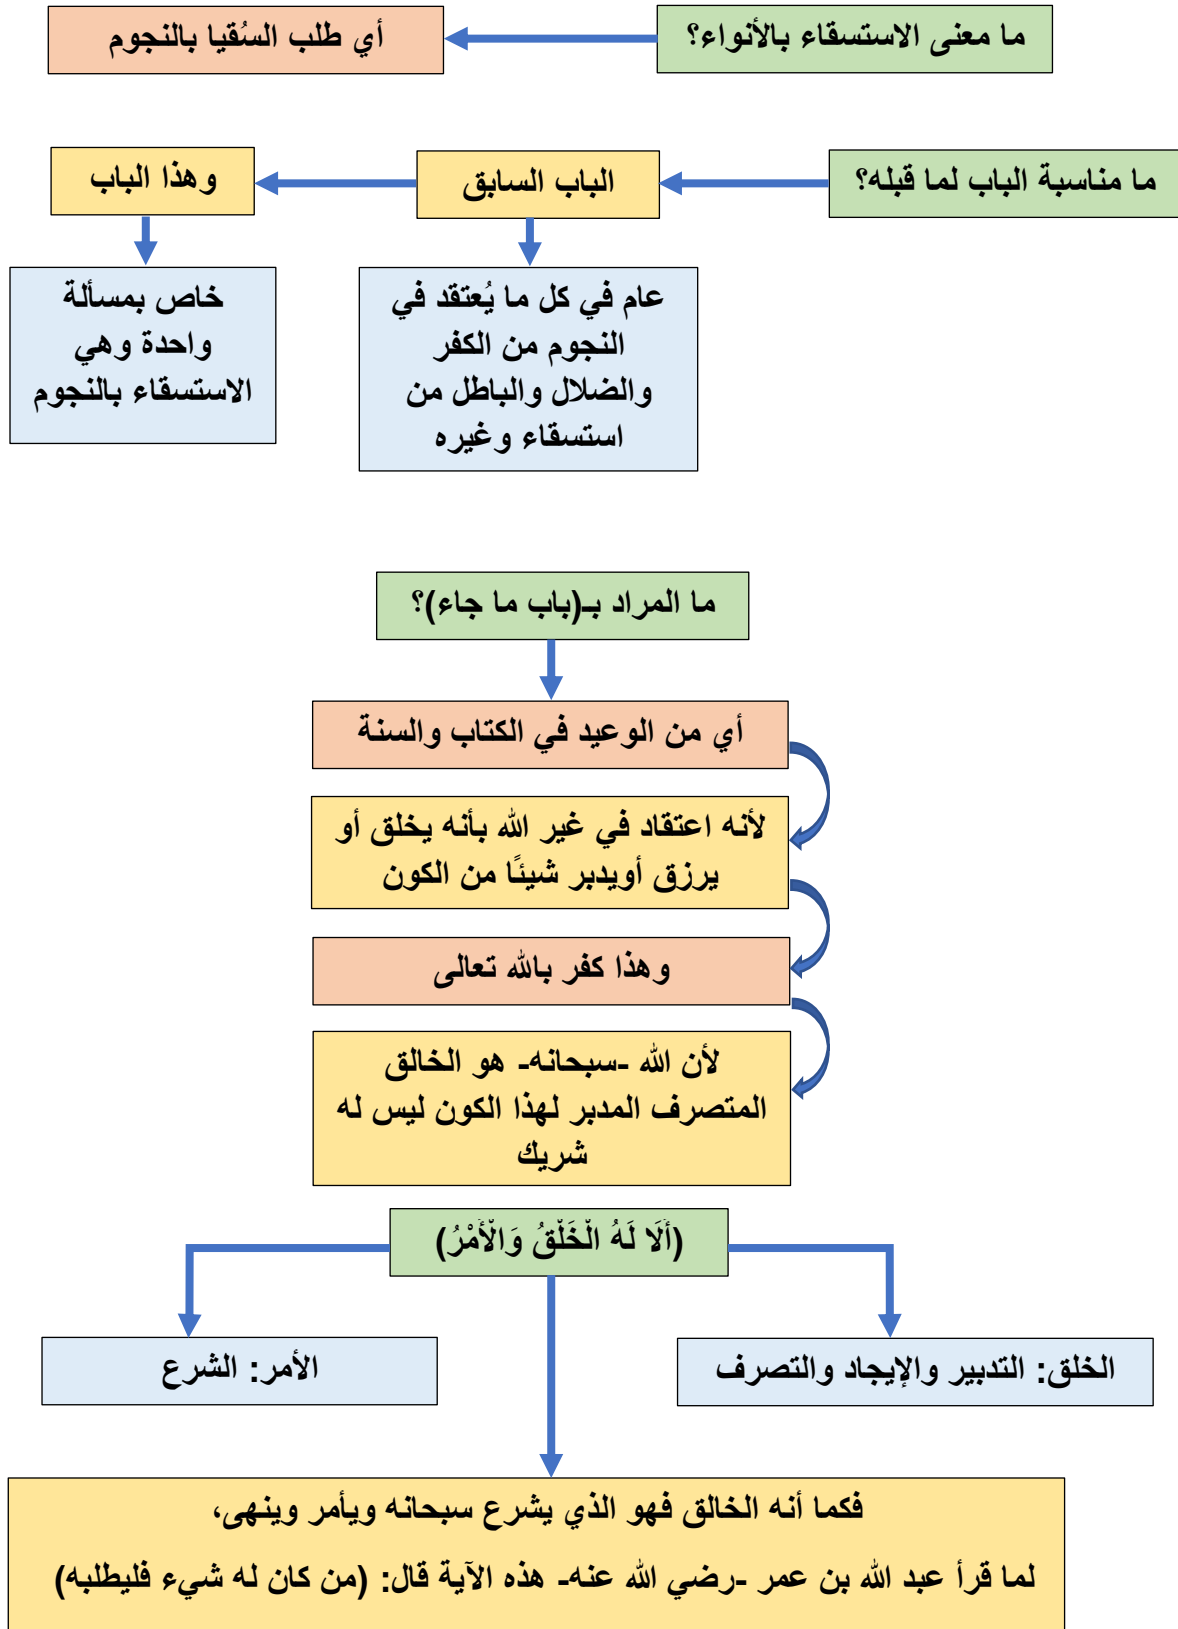 ما معنى الاستسقاء بالأنواء؟
أي طلب السُقيا بالنجوم
ما مناسبة الباب لما قبله؟
الباب السابق
وهذا الباب
عام في كل ما يُعتقد في
النجوم من الكفر
والضلال والباطل من
استسقاء وغيره
خاص بمسألة
واحدة وهي
الاستسقاء بالنجوم
ما المراد بـ(باب ما جاء)؟
أي من الوعيد في الكتاب والسنة
لأنه اعتقاد في غير الله بأنه يخلق أو
يرزق أويدبر شيئًا من الكون
وهذا كفر بالله تعالى
لأن الله -سبحانه- هو الخالق
المتصرف المدبر لهذا الكون ليس له
شريك
(أَلَا لَهُ الْخَلْقُ وَالْأَمْرُ)
الخلق: التدبير والإيجاد والتصرف
الأمر: الشرع
فكما أنه الخالق فهو الذي يشرع سبحانه ويأمر وينهى،
لما قرأ عبد الله بن عمر -رضي الله عنه- هذه الآية قال: (من كان له شيء فليطلبه)